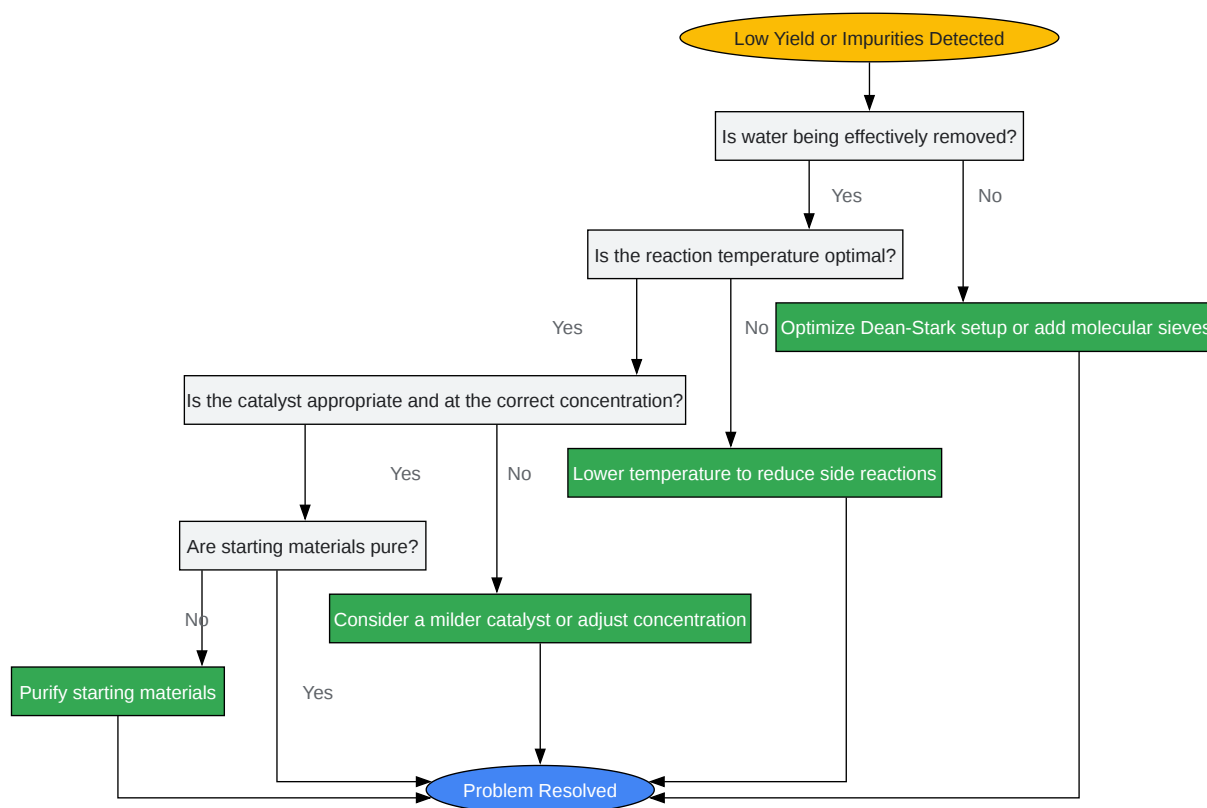 Low Yield or Impurities Detected
Is water being effectively removed?
Yes
No
Is the reaction temperature optimal?
Yes
No
Optimize Dean-Stark setup or add molecular sieves
Is the catalyst appropriate and at the correct concentration?
Yes
No
Lower temperature to reduce side reactions
Are starting materials pure?
No
Consider a milder catalyst or adjust concentration
Purify starting materials
Yes
Problem Resolved